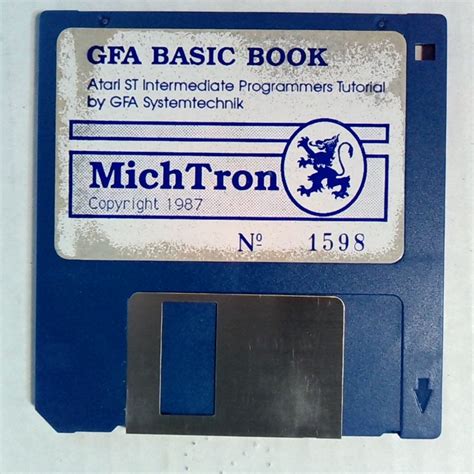 GFA BASIC BOOK
Atari ST Intermediate Programmers Tutorial
by GFA Systemtechnik
MichTron
Copyright 1987
Nº 1598